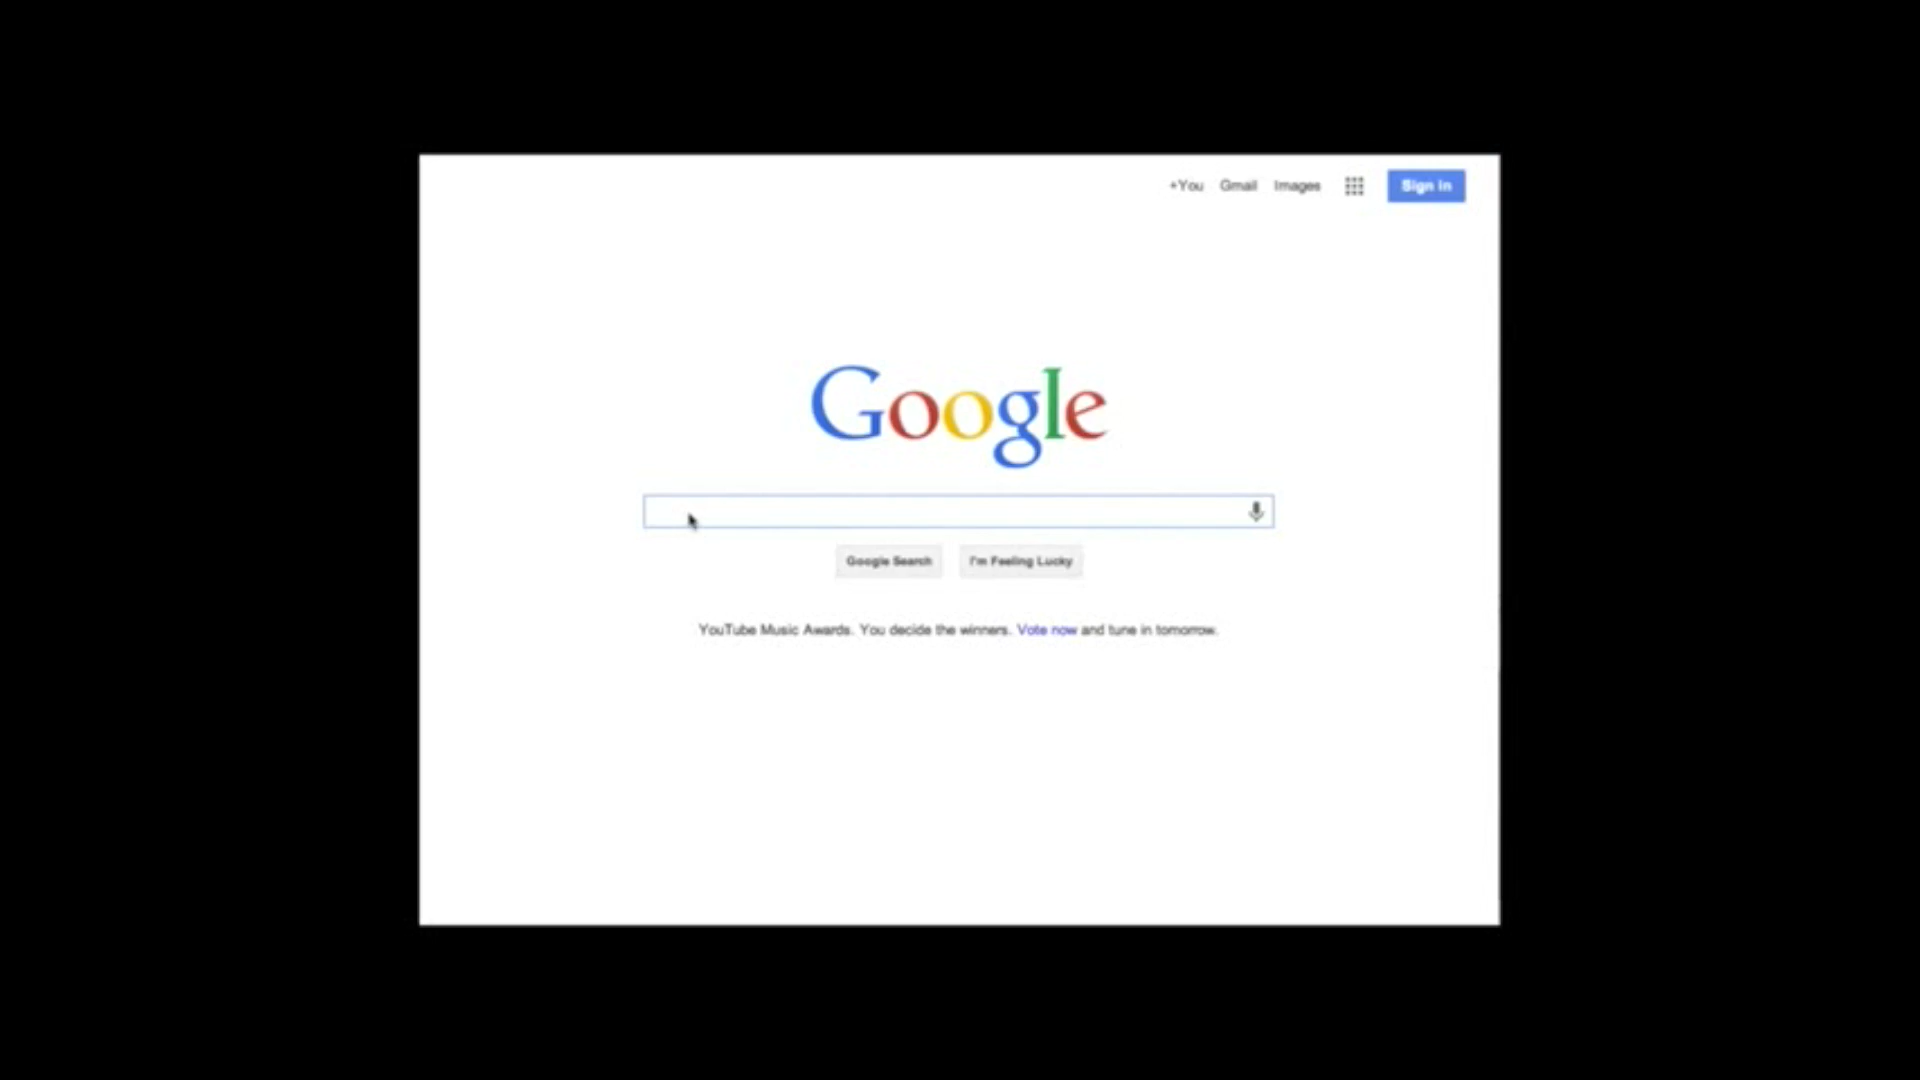 +You Gmail Images Sign in
Google
Google Search I'm Feeling Lucky
YouTube Music Awards. You decide the winners. Vote now and tune in tomorrow.